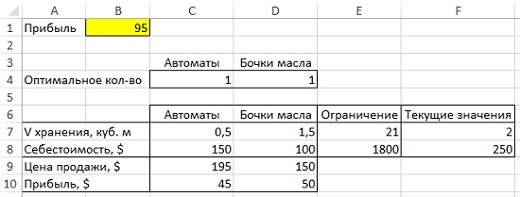 A B C D E F
1 Прибыль 95
2
3 Автоматы Бочки масла
4 Оптимальное кол-во 1 1
5
6 Автоматы Бочки масла Ограничение Текущие значения
7 V хранения, куб. м 0,5 1,5 21 2
8 Себестоимость, $ 150 100 1800 250
9 Цена продажи, $ 195 150
10 Прибыль, $ 45 50